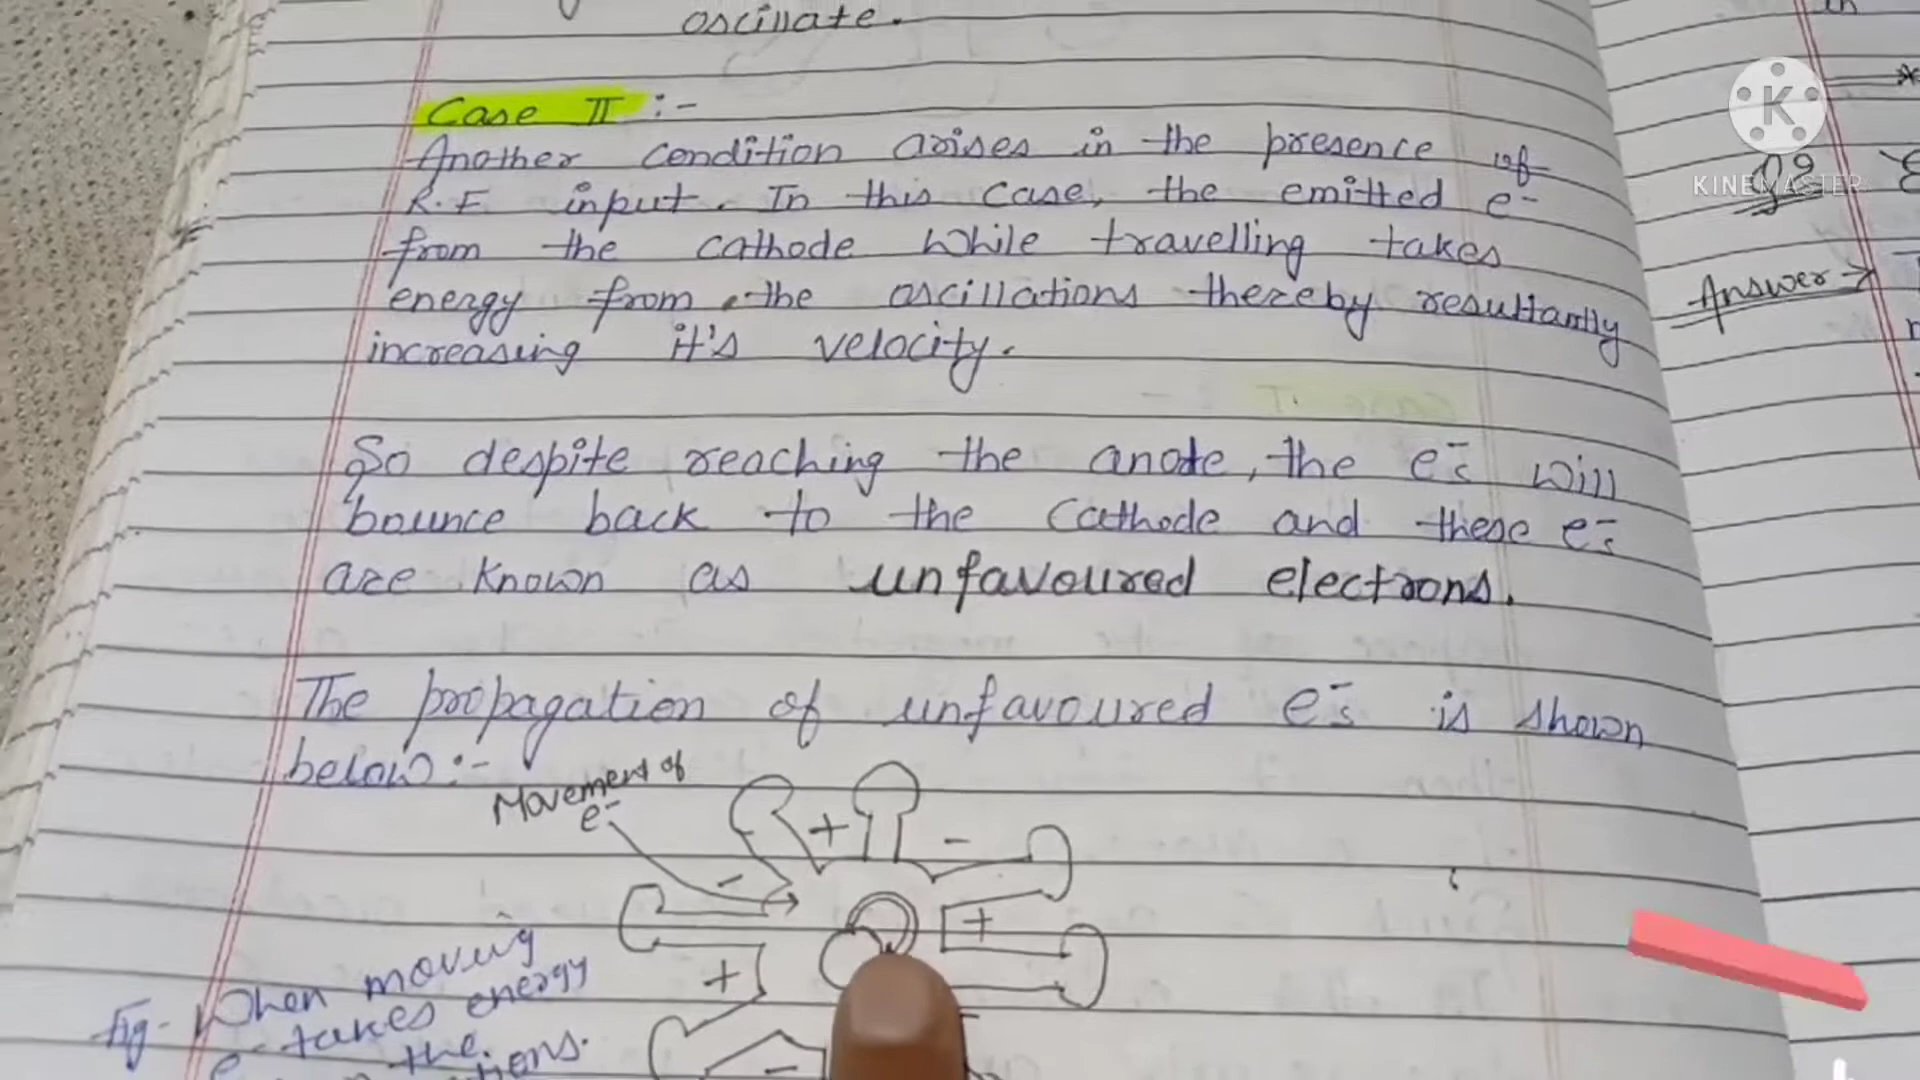 oscillate.
Case II :-
Another condition arises in the presence of
R.F. input. In this case, the emitted e-
from the cathode while travelling takes
energy from the oscillations thereby resultantly
increasing it's velocity.
So despite reaching the anode, the e-s will
bounce back to the cathode and these e-s
are known as unfavoured electrons.
The propagation of unfavoured e-s is shown
below:-
Movement of
e-
+
-
-
+
+
-
Fig- When moving
e- takes energy
the
K
KINEMASTER
Q9
Answer →
in